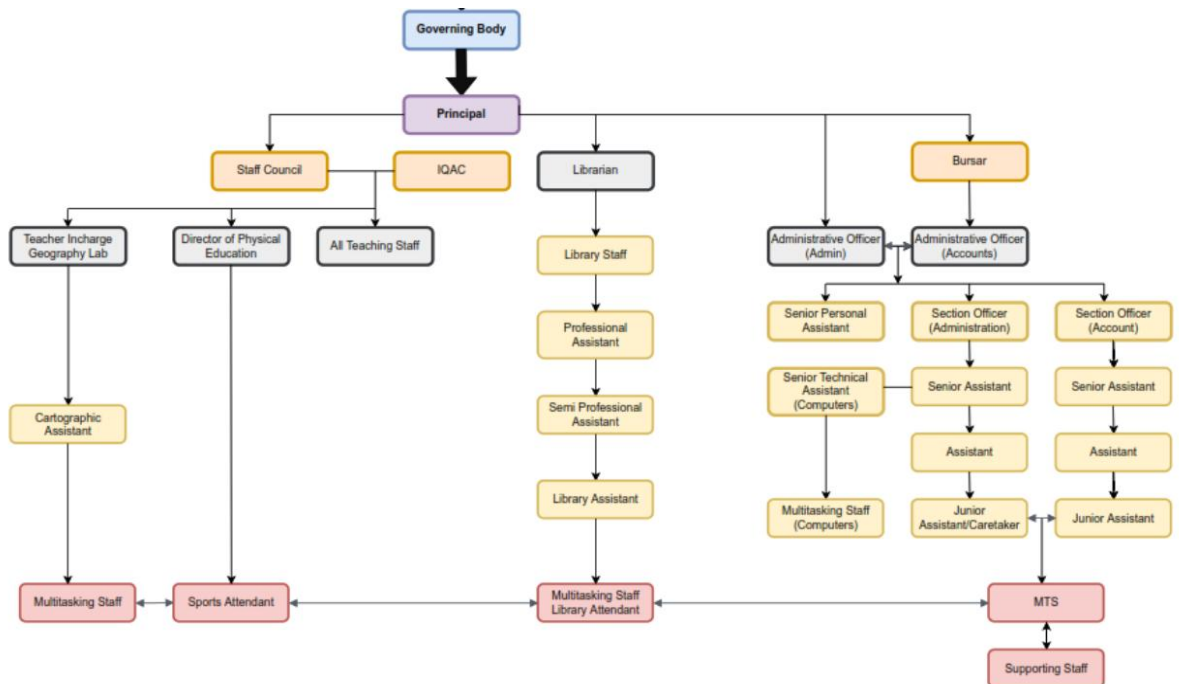 Governing Body
Principal
Staff Council
IQAC
Librarian
Bursar
Teacher Incharge
Geography Lab
Director of Physical
Education
All Teaching Staff
Library Staff
Administrative Officer
(Admin)
Administrative Officer
(Accounts)
Professional
Assistant
Senior Personal
Assistant
Section Officer
(Administration)
Section Officer
(Account)
Cartographic
Assistant
Semi Professional
Assistant
Senior Technical
Assistant
(Computers)
Senior Assistant
Senior Assistant
Assistant
Assistant
Library Assistant
Multitasking Staff
(Computers)
Junior
Assistant/Caretaker
Junior Assistant
Multitasking Staff
Sports Attendant
Multitasking Staff
Library Attendant
MTS
Supporting Staff